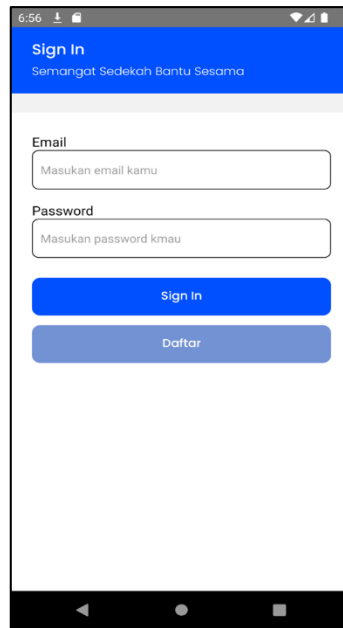 6:56
Sign In
Semangat Sedekah Bantu Sesama
Email
Masukan email kamu
Password
Masukan password kmau
Sign In
Daftar